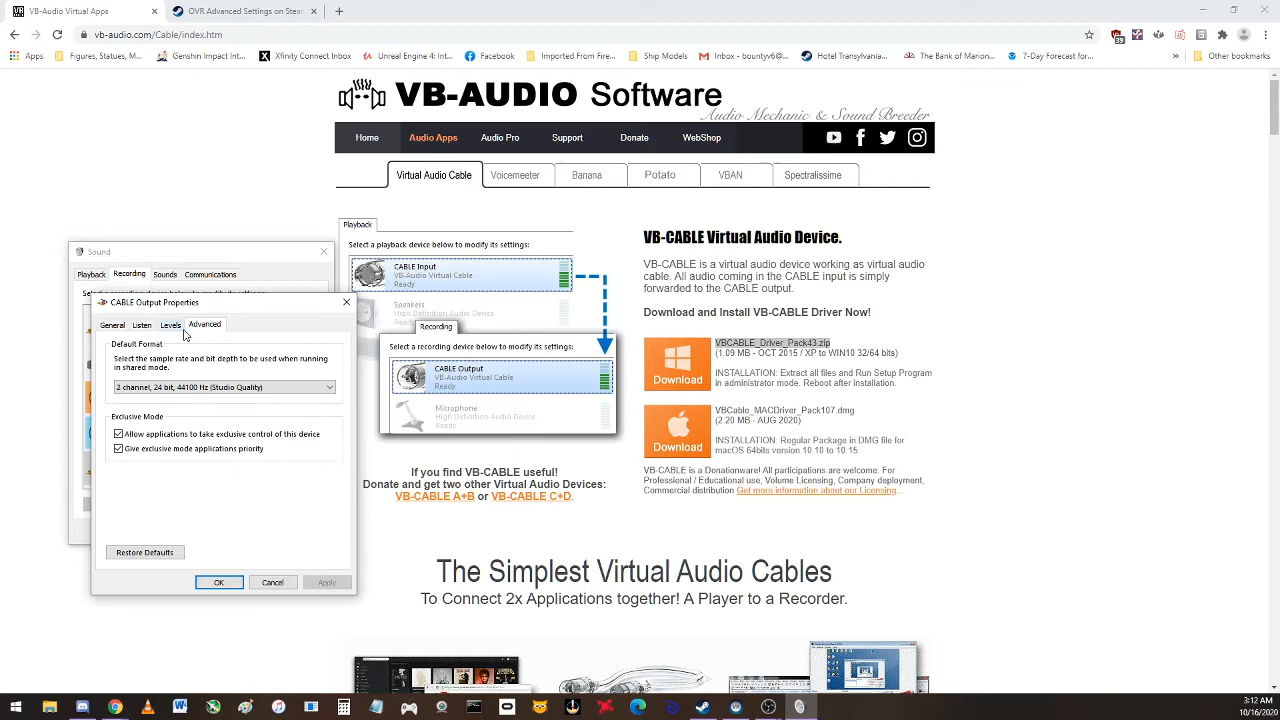 VB-Audio Virtual Apps
OVR Advanced Settings on Stea
vb-audio.com/Cable/index.htm
Apps
Figures, Statues, M...
Genshin Impact
Xfinity Connect Inbox
Unreal Engine 4: Int...
Facebook
Imported From Fire...
Ship Models
Inbox - bountyv6@...
Hotel Transylvania...
The Bank of Marion...
7-Day Forecast for...
Other bookmarks
VB-AUDIO Software
Audio Mechanic & Sound Breeder
Home
Audio Apps
Audio Pro
Support
Donate
WebShop
Virtual Audio Cable
Voicemeeter
Banana
Potato
VBAN
Spectralissime
Playback
Select a playback device below to modify its settings:
CABLE Input
VB-Audio Virtual Cable
Ready
Speakers
High Definition Audio Device
Recording
Select a recording device below to modify its settings:
CABLE Output
VB-Audio Virtual Cable
Ready
Microphone
High Definition Audio Device
Ready
If you find VB-CABLE useful!
Donate and get two other Virtual Audio Devices:
VB-CABLE A+B or VB-CABLE C+D.
VB-CABLE Virtual Audio Device.
VB-CABLE is a virtual audio device working as virtual audio
cable. All audio coming in the CABLE input is simply
forwarded to the CABLE output.
Download and Install VB-CABLE Driver Now!
Download
VBCABLE_Driver_Pack43.zip
(1.09 MB - OCT 2015 / XP to WIN10 32/64 bits)
INSTALLATION: Extract all files and Run Setup Program
in administrator mode. Reboot after installation.
Download
VBCable_MACDriver_Pack107.dmg
(2.20 MB - AUG 2020)
INSTALLATION: Regular Package in DMG file for
macOS 64bits version 10.10 to 10.15
VB-CABLE is a Donationware! All participations are welcome. For
Professional / Educational use, Volume Licensing, Company deployment,
Commercial distribution Get more information about our Licensing...
The Simplest Virtual Audio Cables
To Connect 2x Applications together! A Player to a Recorder.
Sound
Playback
Recording
Sounds
Communications
CABLE Output Properties
General
Listen
Levels
Advanced
Default Format
Select the sample rate and bit depth to be used when running
in shared mode.
2 channel, 24 bit, 44100 Hz (Studio Quality)
Exclusive Mode
Allow applications to take exclusive control of this device
Give exclusive mode applications priority
Restore Defaults
OK
Cancel
Apply
3:12 AM
10/16/2020